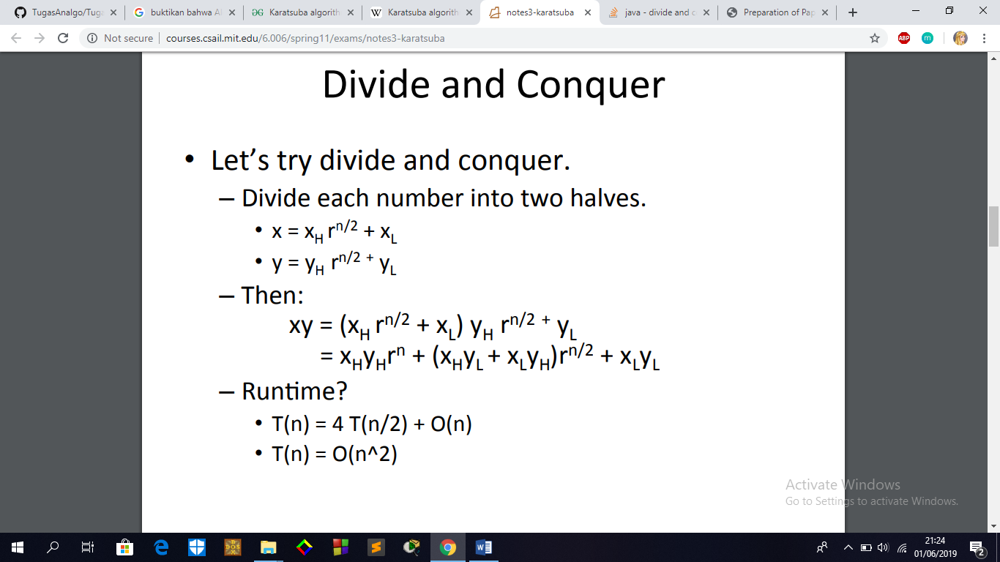 TugasAnalgo/Tuga
buktikan bahwa Al
Karatsuba algorith
Karatsuba algorith
notes3-karatsuba
java - divide and c
Preparation of Pap
Not secure | courses.csail.mit.edu/6.006/spring11/exams/notes3-karatsuba
ABP
m
Divide and Conquer
• Let's try divide and conquer.
– Divide each number into two halves.
• x = x_H r^n/2 + x_L
• y = y_H r^n/2 + y_L
– Then:
xy = (x_H r^n/2 + x_L) y_H r^n/2 + y_L
= x_H y_H r^n + (x_H y_L + x_L y_H) r^n/2 + x_L y_L
– Runtime?
• T(n) = 4 T(n/2) + O(n)
• T(n) = O(n^2)
Activate Windows
Go to Settings to activate Windows.
21:24
01/06/2019
2